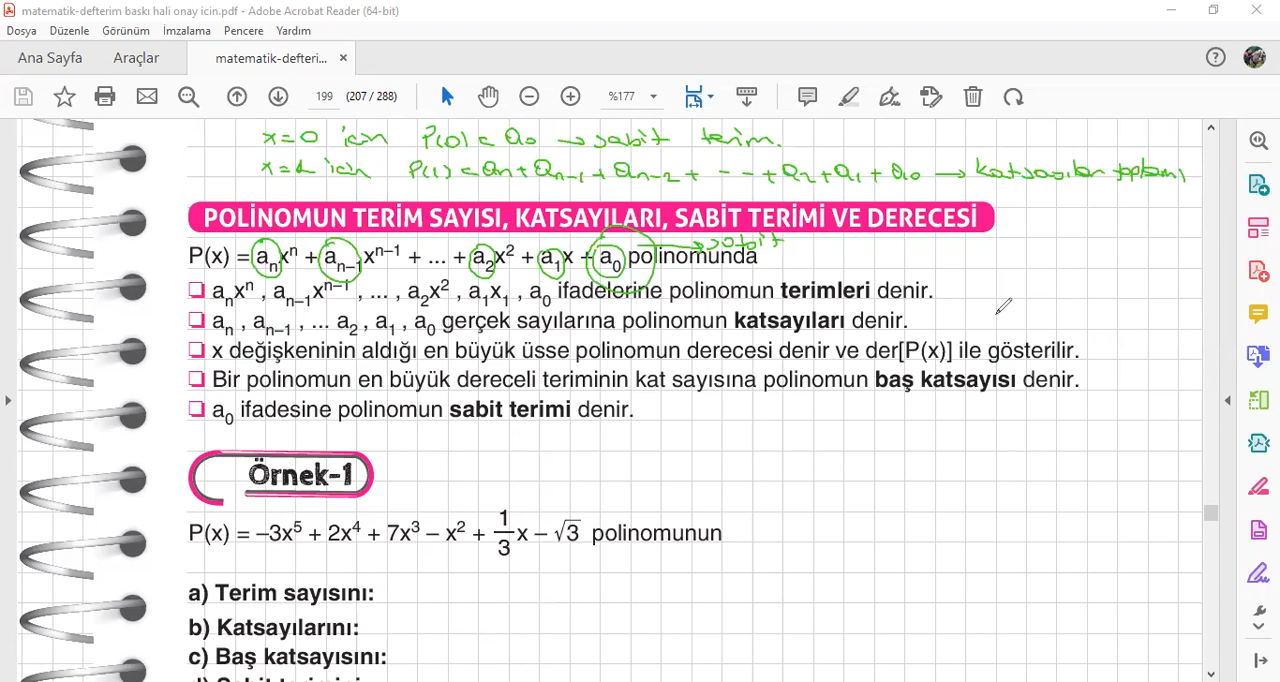 matematik-defterim baskı hali onay icin.pdf - Adobe Acrobat Reader (64-bit)
Dosya Düzenle Görünüm İmzalama Pencere Yardım
Ana Sayfa Araçlar matematik-defteri... ×
199 (207 / 288) %177
x=0 icin P(0) = a0 → sabit terim.
x=1 icin P(1) = an + an-1 + an-2 + - - + a2 + a1 + a0 → katsayılar toplamı
POLİNOMUN TERİM SAYISI, KATSAYILARI, SABİT TERİMİ VE DERECESİ
P(x) = aₙxⁿ + aₙ₋₁xⁿ⁻¹ + ... + a₂x² + a₁x + a₀ polinomunda → sabit
❑ aₙxⁿ , aₙ₋₁xⁿ⁻¹ , ... , a₂x² , a₁x₁ , a₀ ifadelerine polinomun terimleri denir.
❑ aₙ , aₙ₋₁ , ... a₂ , a₁ , a₀ gerçek sayılarına polinomun katsayıları denir.
❑ x değişkeninin aldığı en büyük üsse polinomun derecesi denir ve der[P(x)] ile gösterilir.
❑ Bir polinomun en büyük dereceli teriminin kat sayısına polinomun baş katsayısı denir.
❑ a₀ ifadesine polinomun sabit terimi denir.
Örnek-1
P(x) = –3x⁵ + 2x⁴ + 7x³ – x² + 1/3 x – √3 polinomunun
a) Terim sayısını:
b) Katsayılarını:
c) Baş katsayısını: